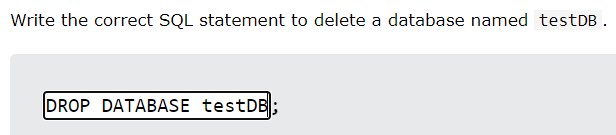 Write the correct SQL statement to delete a database named testDB.
DROP DATABASE testDB;